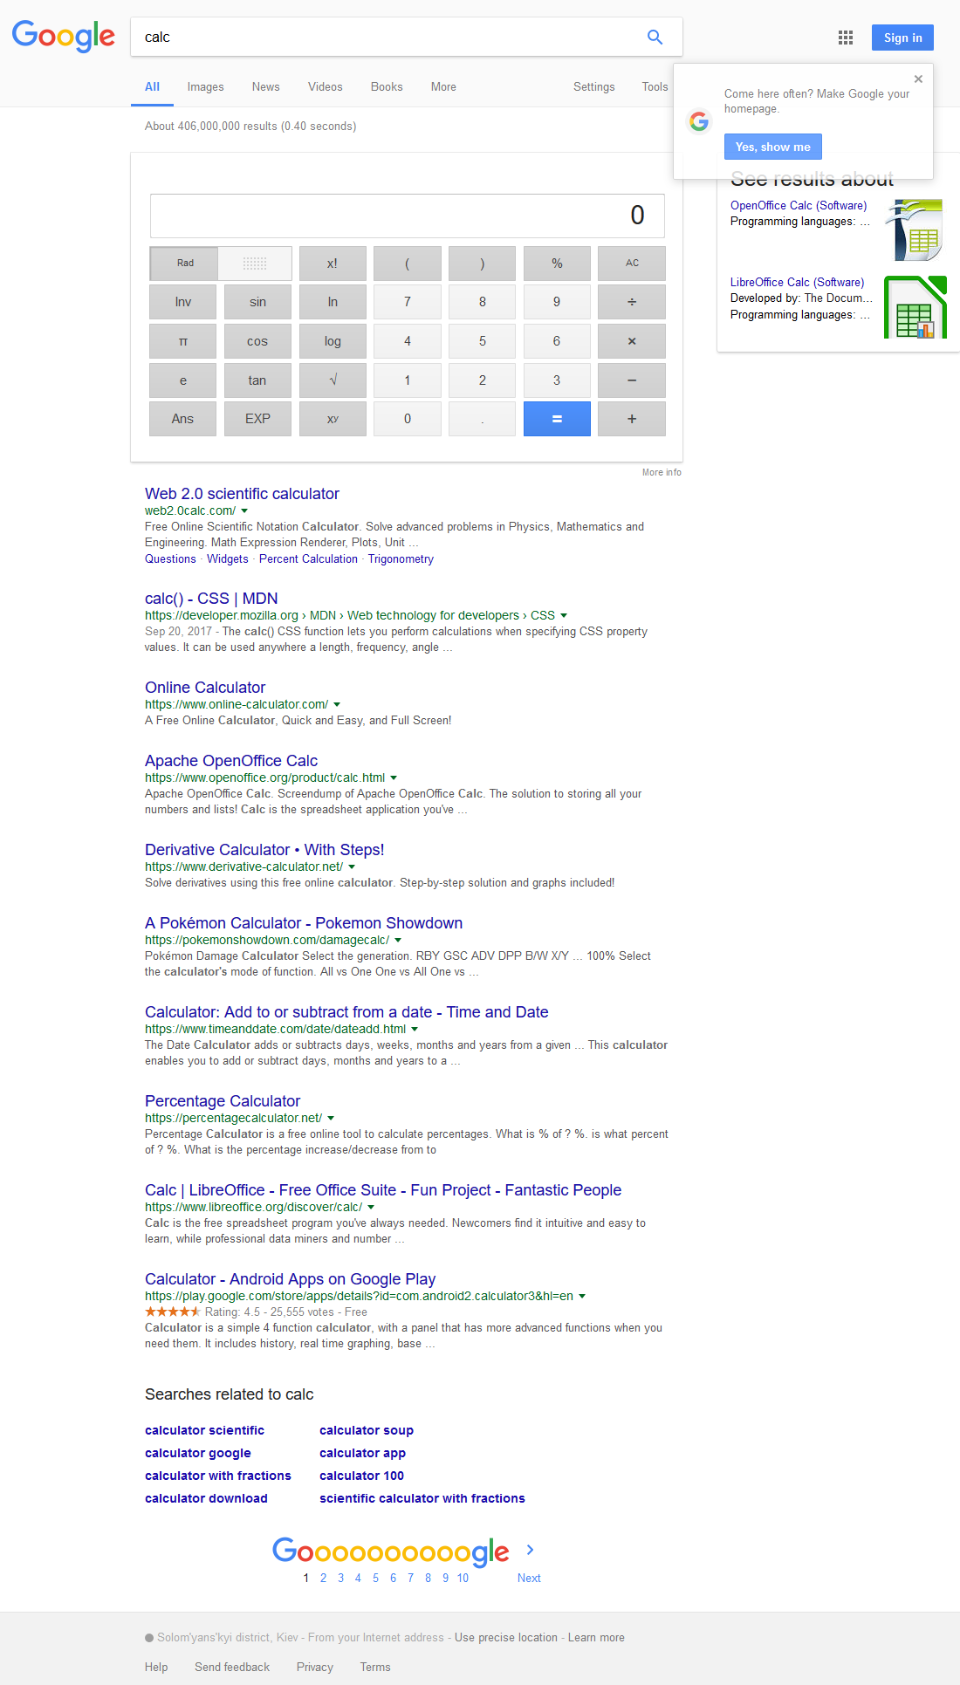 Google
calc
Sign in
All Images News Videos Books More Settings Tools
Come here often? Make Google your
homepage.
Yes, show me
About 406,000,000 results (0.40 seconds)
See results about
OpenOffice Calc (Software)
Programming languages: ...
LibreOffice Calc (Software)
Developed by: The Docum...
Programming languages: ...
0
Rad x! ( ) % AC
Inv sin ln 7 8 9 ÷
π cos log 4 5 6 ×
e tan √ 1 2 3 −
Ans EXP xʸ 0 . = +
More info
Web 2.0 scientific calculator
web2.0calc.com/
Free Online Scientific Notation Calculator. Solve advanced problems in Physics, Mathematics and
Engineering. Math Expression Renderer, Plots, Unit ...
Questions · Widgets · Percent Calculation · Trigonometry
calc() - CSS | MDN
https://developer.mozilla.org › MDN › Web technology for developers › CSS
Sep 20, 2017 - The calc() CSS function lets you perform calculations when specifying CSS property
values. It can be used anywhere a length, frequency, angle ...
Online Calculator
https://www.online-calculator.com/
A Free Online Calculator, Quick and Easy, and Full Screen!
Apache OpenOffice Calc
https://www.openoffice.org/product/calc.html
Apache OpenOffice Calc. Screendump of Apache OpenOffice Calc. The solution to storing all your
numbers and lists! Calc is the spreadsheet application you've ...
Derivative Calculator • With Steps!
https://www.derivative-calculator.net/
Solve derivatives using this free online calculator. Step-by-step solution and graphs included!
A Pokémon Calculator - Pokemon Showdown
https://pokemonshowdown.com/damagecalc/
Pokémon Damage Calculator Select the generation. RBY GSC ADV DPP B/W X/Y ... 100% Select
the calculator's mode of function. All vs One One vs All One vs ...
Calculator: Add to or subtract from a date - Time and Date
https://www.timeanddate.com/date/dateadd.html
The Date Calculator adds or subtracts days, weeks, months and years from a given ... This calculator
enables you to add or subtract days, months and years to a ...
Percentage Calculator
https://percentagecalculator.net/
Percentage Calculator is a free online tool to calculate percentages. What is % of ? %. is what percent
of ? %. What is the percentage increase/decrease from to
Calc | LibreOffice - Free Office Suite - Fun Project - Fantastic People
https://www.libreoffice.org/discover/calc/
Calc is the free spreadsheet program you've always needed. Newcomers find it intuitive and easy to
learn, while professional data miners and number ...
Calculator - Android Apps on Google Play
https://play.google.com/store/apps/details?id=com.android2.calculator3&hl=en
Rating: 4.5 - 25,555 votes - Free
Calculator is a simple 4 function calculator, with a panel that has more advanced functions when you
need them. It includes history, real time graphing, base ...
Searches related to calc
calculator scientific calculator soup
calculator google calculator app
calculator with fractions calculator 100
calculator download scientific calculator with fractions
Goooooooooogle
1 2 3 4 5 6 7 8 9 10 Next
Solom'yans'kyi district, Kiev - From your Internet address - Use precise location - Learn more
Help Send feedback Privacy Terms